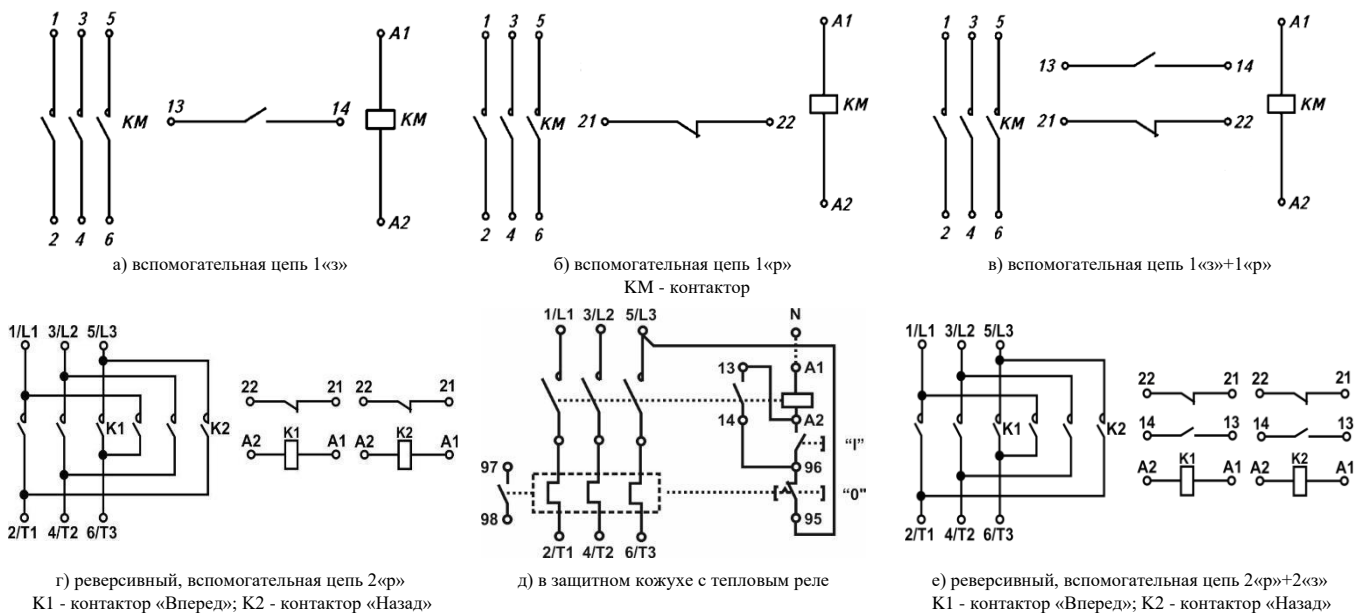 1 3 5
KM
2 4 6
13 14
A1
KM
A2
а) вспомогательная цепь 1«з»
1 3 5
KM
2 4 6
21 22
A1
KM
A2
б) вспомогательная цепь 1«р»
КМ - контактор
1 3 5
KM
2 4 6
13 14
21 22
A1
KM
A2
в) вспомогательная цепь 1«з»+1«р»
1/L1 3/L2 5/L3
K1 K2
2/T1 4/T2 6/T3
22 21 22 21
A2 K1 A1 A2 K2 A1
г) реверсивный, вспомогательная цепь 2«р»
К1 - контактор «Вперед»; К2 - контактор «Назад»
1/L1 3/L2 5/L3 N
13 A1
14 A2
"I"
97 96
"0"
98 95
2/T1 4/T2 6/T3
д) в защитном кожухе с тепловым реле
1/L1 3/L2 5/L3
K1 K2
2/T1 4/T2 6/T3
22 21 22 21
14 13 14 13
A2 K1 A1 A2 K2 A1
е) реверсивный, вспомогательная цепь 2«р»+2«з»
К1 - контактор «Вперед»; К2 - контактор «Назад»